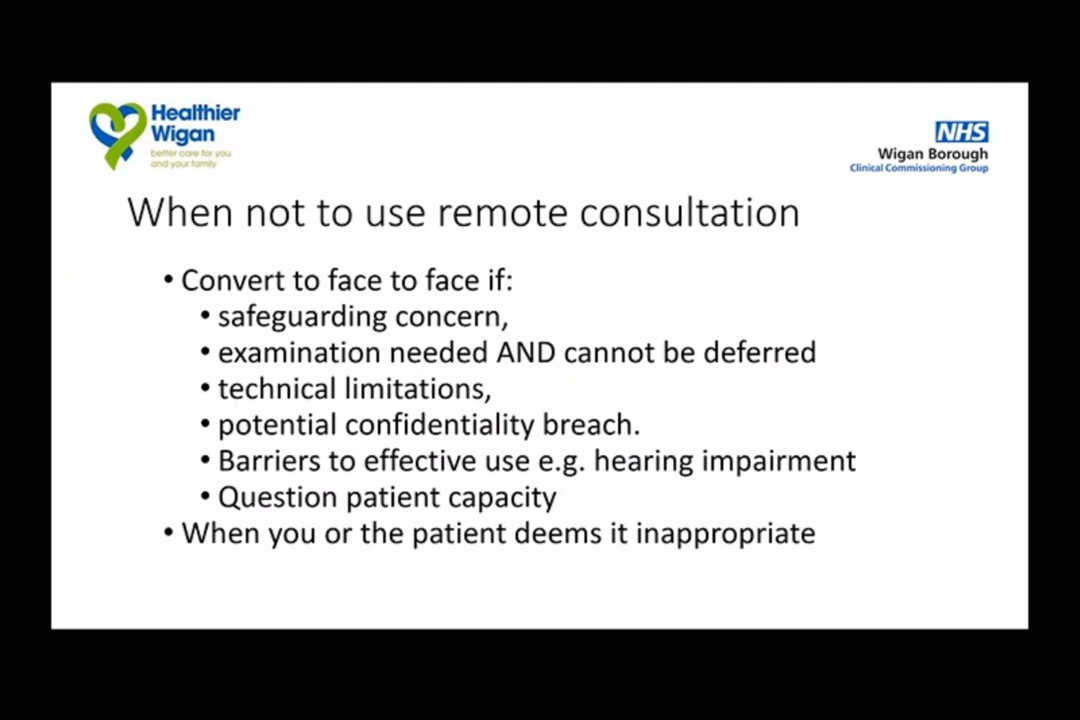 Healthier
Wigan
better care for you
and your family
NHS
Wigan Borough
Clinical Commissioning Group
When not to use remote consultation
• Convert to face to face if:
• safeguarding concern,
• examination needed AND cannot be deferred
• technical limitations,
• potential confidentiality breach.
• Barriers to effective use e.g. hearing impairment
• Question patient capacity
• When you or the patient deems it inappropriate